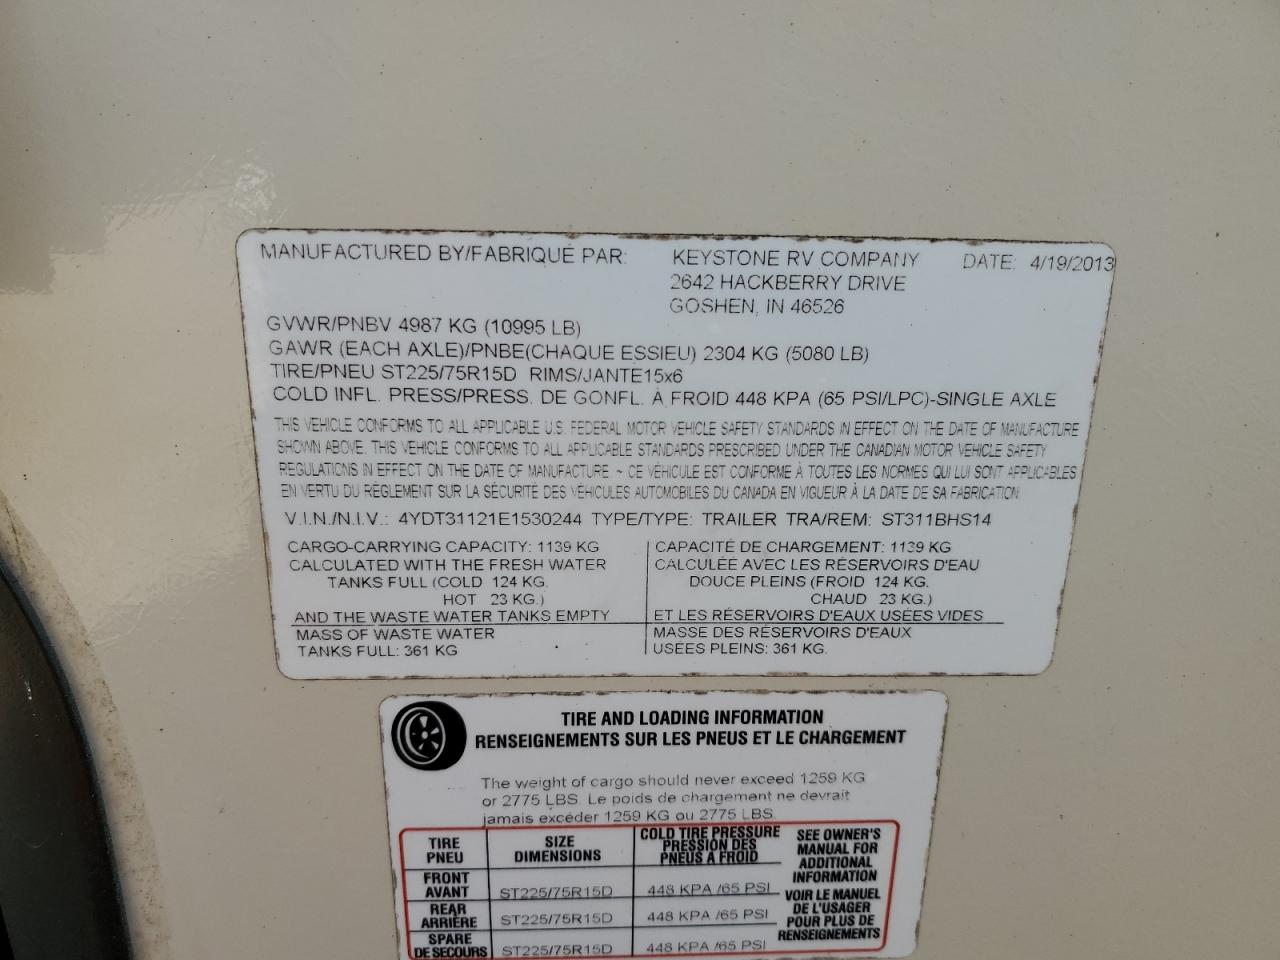 MANUFACTURED BY/FABRIQUÉ PAR: KEYSTONE RV COMPANY DATE: 4/19/2013
2642 HACKBERRY DRIVE
GOSHEN, IN 46526
GVWR/PNBV 4987 KG (10995 LB)
GAWR (EACH AXLE)/PNBE(CHAQUE ESSIEU) 2304 KG (5080 LB)
TIRE/PNEU ST225/75R15D RIMS/JANTE15x6
COLD INFL. PRESS/PRESS. DE GONFL. À FROID 448 KPA (65 PSI/LPC)-SINGLE AXLE
THIS VEHICLE CONFORMS TO ALL APPLICABLE U.S. FEDERAL MOTOR VEHICLE SAFETY STANDARDS IN EFFECT ON THE DATE OF MANUFACTURE
SHOWN ABOVE. THIS VEHICLE CONFORMS TO ALL APPLICABLE STANDARDS PRESCRIBED UNDER THE CANADIAN MOTOR VEHICLE SAFETY
REGULATIONS IN EFFECT ON THE DATE OF MANUFACTURE ~ CE VÉHICULE EST CONFORME À TOUTES LES NORMES QUI LUI SONT APPLICABLES
EN VERTU DU RÈGLEMENT SUR LA SÉCURITÉ DES VÉHICULES AUTOMOBILES DU CANADA EN VIGUEUR À LA DATE DE SA FABRICATION
V.I.N./N.I.V.: 4YDT31121E1530244 TYPE/TYPE: TRAILER TRA/REM: ST311BHS14
CARGO-CARRYING CAPACITY: 1139 KG
CALCULATED WITH THE FRESH WATER
TANKS FULL (COLD 124 KG.
HOT 23 KG.)
AND THE WASTE WATER TANKS EMPTY
MASS OF WASTE WATER
TANKS FULL: 361 KG
CAPACITÉ DE CHARGEMENT: 1139 KG
CALCULÉE AVEC LES RÉSERVOIRS D'EAU
DOUCE PLEINS (FROID 124 KG.
CHAUD 23 KG.)
ET LES RÉSERVOIRS D'EAUX USÉES VIDES
MASSE DES RÉSERVOIRS D'EAUX
USÉES PLEINS: 361 KG.
TIRE AND LOADING INFORMATION
RENSEIGNEMENTS SUR LES PNEUS ET LE CHARGEMENT
The weight of cargo should never exceed 1259 KG
or 2775 LBS. Le poids de chargement ne devrait
jamais excéder 1259 KG ou 2775 LBS.
TIRE
PNEU
SIZE
DIMENSIONS
COLD TIRE PRESSURE
PRESSION DES
PNEUS A FROID
FRONT
AVANT
ST225/75R15D 448 KPA /65 PSI
REAR
ARRIÈRE
ST225/75R15D 448 KPA /65 PSI
SPARE
DE SECOURS
ST225/75R15D 448 KPA /65 PSI
SEE OWNER'S
MANUAL FOR
ADDITIONAL
INFORMATION
VOIR LE MANUEL
DE L'USAGER
POUR PLUS DE
RENSEIGNEMENTS